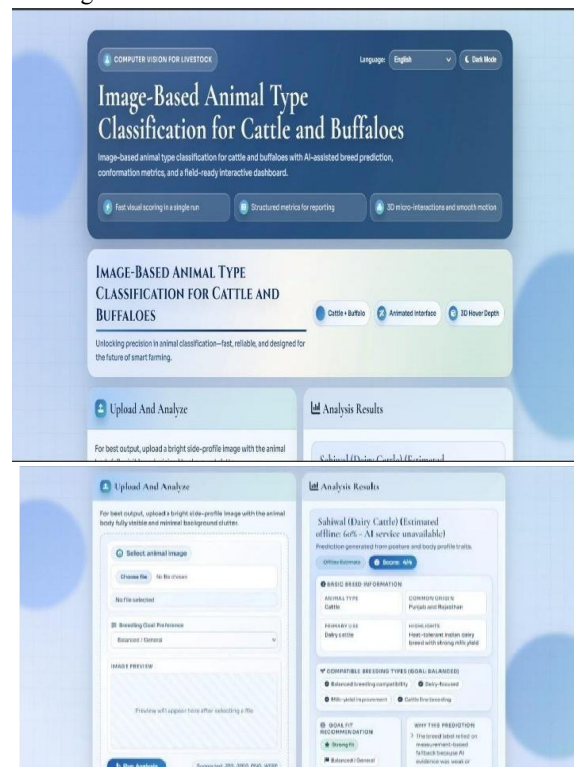 COMPUTER VISION FOR LIVESTOCK
Language:
English
Dark Mode
Image-Based Animal Type
Classification for Cattle and Buffaloes
Image-based animal type classification for cattle and buffaloes with AI-assisted breed prediction,
conformation metrics, and a field-ready interactive dashboard.
Fast visual scoring in a single run
Structured metrics for reporting
3D micro-interactions and smooth motion
IMAGE-BASED ANIMAL TYPE
CLASSIFICATION FOR CATTLE AND
BUFFALOES
Unlocking precision in animal classification—fast, reliable, and designed for
the future of smart farming.
Cattle + Buffalo
Animated Interface
3D Hover Depth
Upload And Analyze
For best output, upload a bright side-profile image with the animal
Analysis Results
Sahiwal (Dairy Cattle) (Estimated
Upload And Analyze
For best output, upload a bright side-profile image with the animal
body fully visible and minimal background clutter.
Select animal image
Choose file
No file chosen
No file selected
Breeding Goal Preference
Balanced / General
IMAGE PREVIEW
Preview will appear here after selecting a file
Run Analysis
Supported: JPG, JPEG, PNG, WEBP
Analysis Results
Sahiwal (Dairy Cattle) (Estimated
offline: 60% - AI service
unavailable)
Prediction generated from posture and body profile traits.
Offline Estimate
Score: 4/4
BASIC BREED INFORMATION
ANIMAL TYPE
Cattle
COMMON ORIGIN
Punjab and Rajasthan
PRIMARY USE
Dairy cattle
HIGHLIGHTS
Heat-tolerant Indian dairy
breed with strong milk yield
COMPATIBLE BREEDING TYPES (GOAL: BALANCED)
Balanced breeding compatibility
Dairy-focused
Milk-yield improvement
Cattle line breeding
GOAL FIT
RECOMMENDATION
Strong fit
Balanced / General
WHY THIS PREDICTION
The breed label relied on
measurement-based
fallback because AI
evidence was weak or